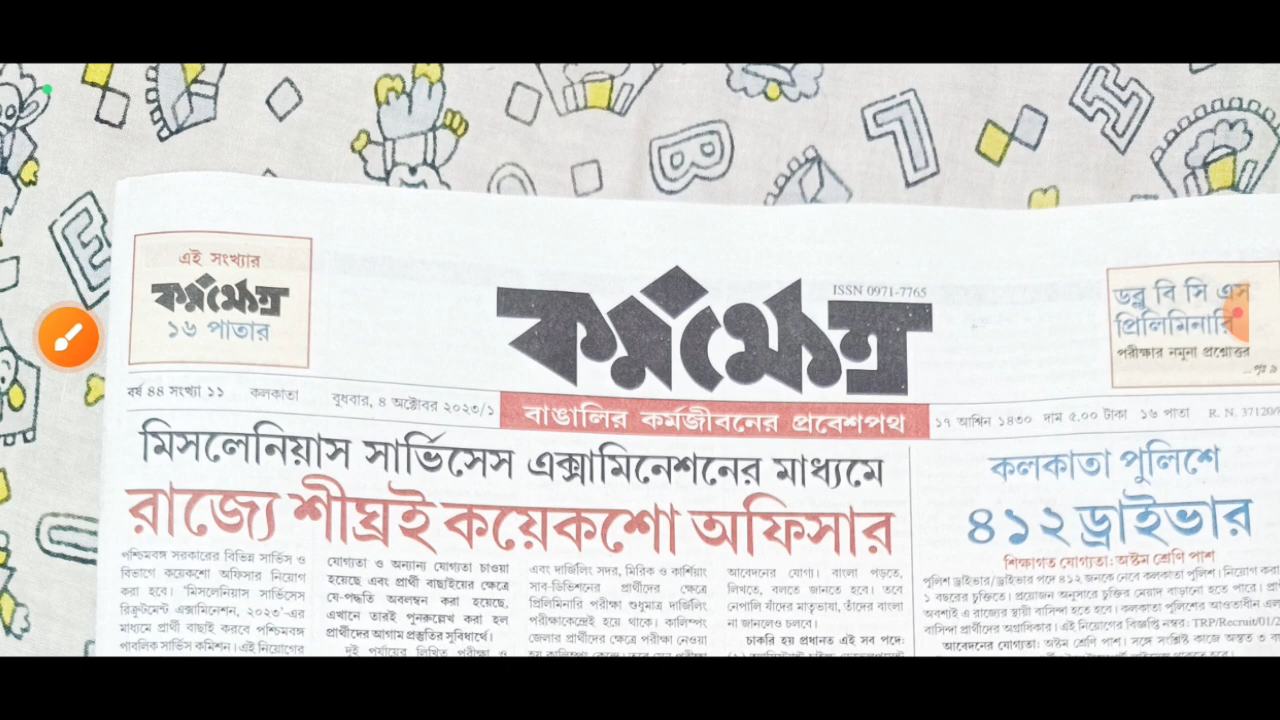 এই সংখ্যার
কর্মক্ষেত্র
১৬ পাতার
ISSN 0971-7765
কর্মক্ষেত্র
বাঙালির কর্মজীবনের প্রবেশপথ
ডব্লু বি সি এস
প্রিলিমিনারি
পরীক্ষার নমুনা প্রশ্নোত্তর
...পৃঃ ৯
বর্ষ ৪৪ সংখ্যা ১১ কলকাতা বুধবার, ৪ অক্টোবর ২০২৩/১
১৭ আশ্বিন ১৪৩০ দাম ৫.০০ টাকা ১৬ পাতা R. N. 37120
মিসলেনিয়াস সার্ভিসেস এক্সামিনেশনের মাধ্যমে
রাজ্যে শীঘ্রই কয়েকশো অফিসার
পশ্চিমবঙ্গ সরকারের বিভিন্ন সার্ভিস ও
বিভাগে কয়েকশো অফিসার নিয়োগ
করা হবে। 'মিসলেনিয়াস সার্ভিসেস
রিক্রুটমেন্ট এক্সামিনেশন, ২০২৩'-এর
মাধ্যমে প্রার্থী বাছাই করবে পশ্চিমবঙ্গ
পাবলিক সার্ভিস কমিশন। এই নিয়োগের
যোগ্যতা ও অন্যান্য যোগ্যতা চাওয়া
হয়েছে এবং প্রার্থী বাছাইয়ের ক্ষেত্রে
যে-পদ্ধতি অবলম্বন করা হয়েছে,
এখানে তারই পুনরুল্লেখ করা হল
প্রার্থীদের আগাম প্রস্তুতির সুবিধার্থে।
দুই পর্যায়ের লিখিত পরীক্ষা ও
এবং দার্জিলিং সদর, মিরিক ও কার্শিয়াং
সাব-ডিভিশনের প্রার্থীদের ক্ষেত্রে
প্রিলিমিনারি পরীক্ষা শুধুমাত্র দার্জিলিং
পরীক্ষাকেন্দ্রেই হয়ে থাকে। কালিম্পং
জেলার প্রার্থীদের ক্ষেত্রে পরীক্ষা নেওয়া
আবেদনের যোগ্য। বাংলা পড়তে,
লিখতে, বলতে জানতে হবে। তবে
নেপালি যাঁদের মাতৃভাষা, তাঁদের বাংলা
না জানলেও চলবে।
চাকরি হয় প্রধানত এই সব পদে:
কলকাতা পুলিশে
৪১২ ড্রাইভার
শিক্ষাগত যোগ্যতা: অষ্টম শ্রেণি পাশ
পুলিশ ড্রাইভার/ড্রাইভার পদে ৪১২ জনকে নেবে কলকাতা পুলিশ। নিয়োগ করা
১ বছরের চুক্তিতে। প্রয়োজন অনুসারে চুক্তির মেয়াদ বাড়ানো হতে পারে।
অবশ্যই এ রাজ্যের স্থায়ী বাসিন্দা হতে হবে। কলকাতা পুলিশের আওতাধীন
বাসিন্দা প্রার্থীদের অগ্রাধিকার। এই নিয়োগের বিজ্ঞপ্তি নম্বর: TRP/Recruit/01/2
আবেদনের যোগ্যতা: অষ্টম শ্রেণি পাশ। সঙ্গে সংশ্লিষ্ট কাজে অন্তত ৩